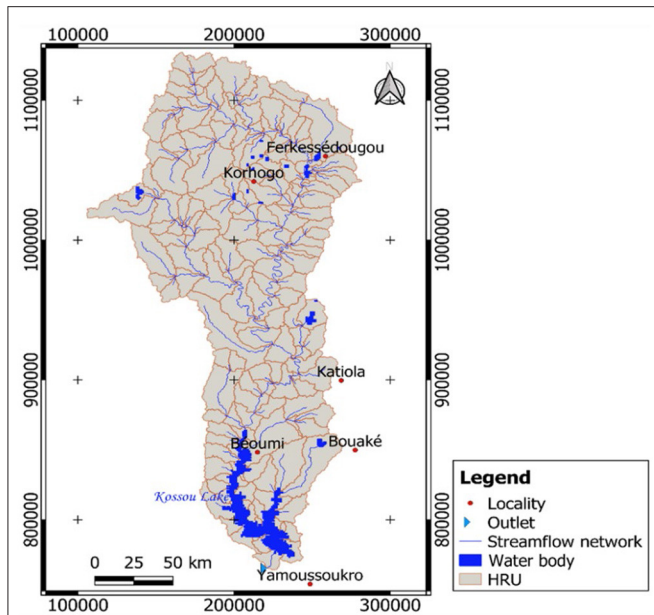 100000 200000 300000
N
1100000 1100000
Ferkessédougou
Korhogo
1000000 1000000
900000 900000
Katiola
Béoumi Bouaké
Kossou Lake
800000 800000
0 25 50 km
Yamoussoukro
100000 200000 300000
Legend
Locality
Outlet
Streamflow network
Water body
HRU